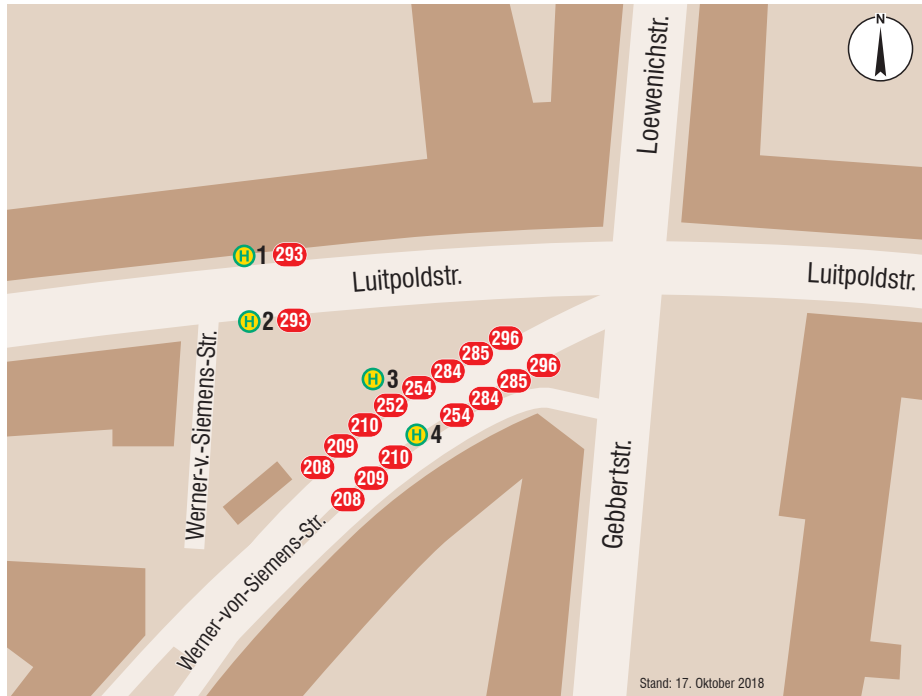 N
Loewenichstr.
H 1 293
Luitpoldstr.
Luitpoldstr.
H 2 293
Werner-v.-Siemens-Str.
H 3
296
285
284
254
252
210
209
208
296
285
284
254
H 4
210
209
208
Gebbertstr.
Werner-von-Siemens-Str.
Stand: 17. Oktober 2018